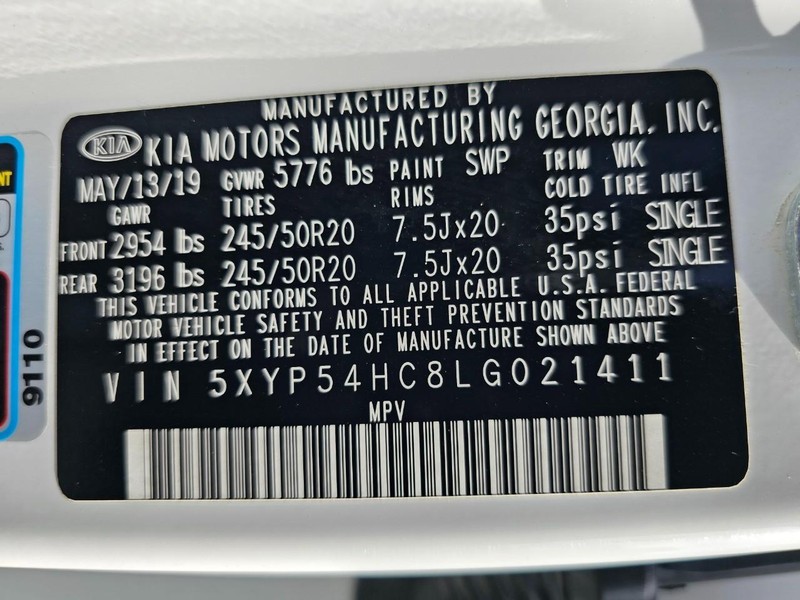 MANUFACTURED BY
KIA KIA MOTORS MANUFACTURING GEORGIA, INC.
MAY/13/19 GVWR 5776 lbs PAINT SWP TRIM WK
GAWR TIRES RIMS COLD TIRE INFL
FRONT 2954 lbs 245/50R20 7.5Jx20 35psi SINGLE
REAR 3196 lbs 245/50R20 7.5Jx20 35psi SINGLE
THIS VEHICLE CONFORMS TO ALL APPLICABLE U.S.A. FEDERAL
MOTOR VEHICLE SAFETY AND THEFT PREVENTION STANDARDS
IN EFFECT ON THE DATE OF MANUFACTURE SHOWN ABOVE
VIN 5XYP54HC8LG021411
MPV
9110